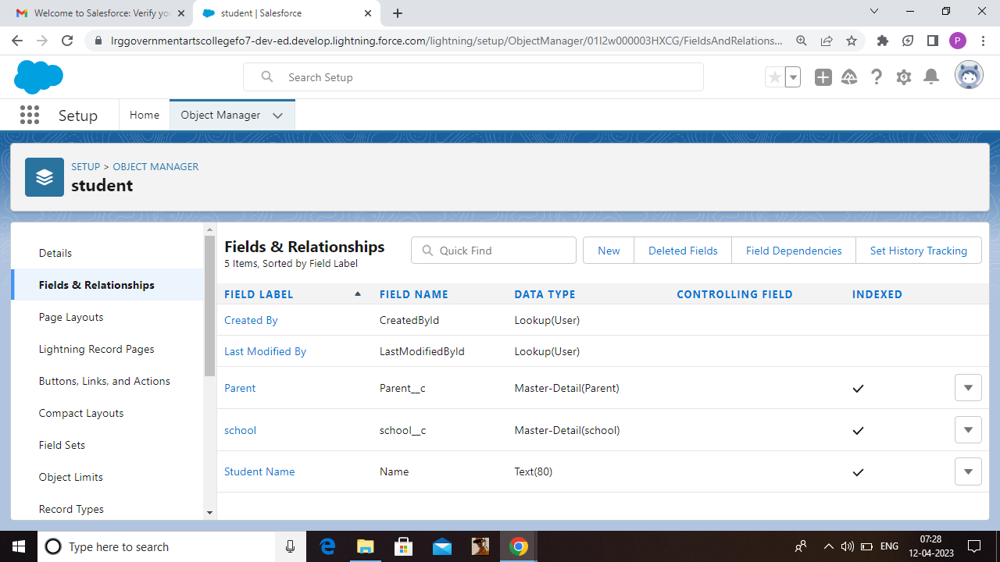 Welcome to Salesforce: Verify you
student | Salesforce
lrggovernmentartscollegefo7-dev-ed.develop.lightning.force.com/lightning/setup/ObjectManager/01I2w000003HXCG/FieldsAndRelations...
P
Search Setup
Setup
Home
Object Manager
SETUP > OBJECT MANAGER
student
Details
Fields & Relationships
Page Layouts
Lightning Record Pages
Buttons, Links, and Actions
Compact Layouts
Field Sets
Object Limits
Record Types
Fields & Relationships
5 Items, Sorted by Field Label
Quick Find
New
Deleted Fields
Field Dependencies
Set History Tracking
FIELD LABEL FIELD NAME DATA TYPE CONTROLLING FIELD INDEXED
Created By CreatedById Lookup(User)
Last Modified By LastModifiedById Lookup(User)
Parent Parent__c Master-Detail(Parent)
school school__c Master-Detail(school)
Student Name Name Text(80)
Type here to search
ENG
07:28
12-04-2023